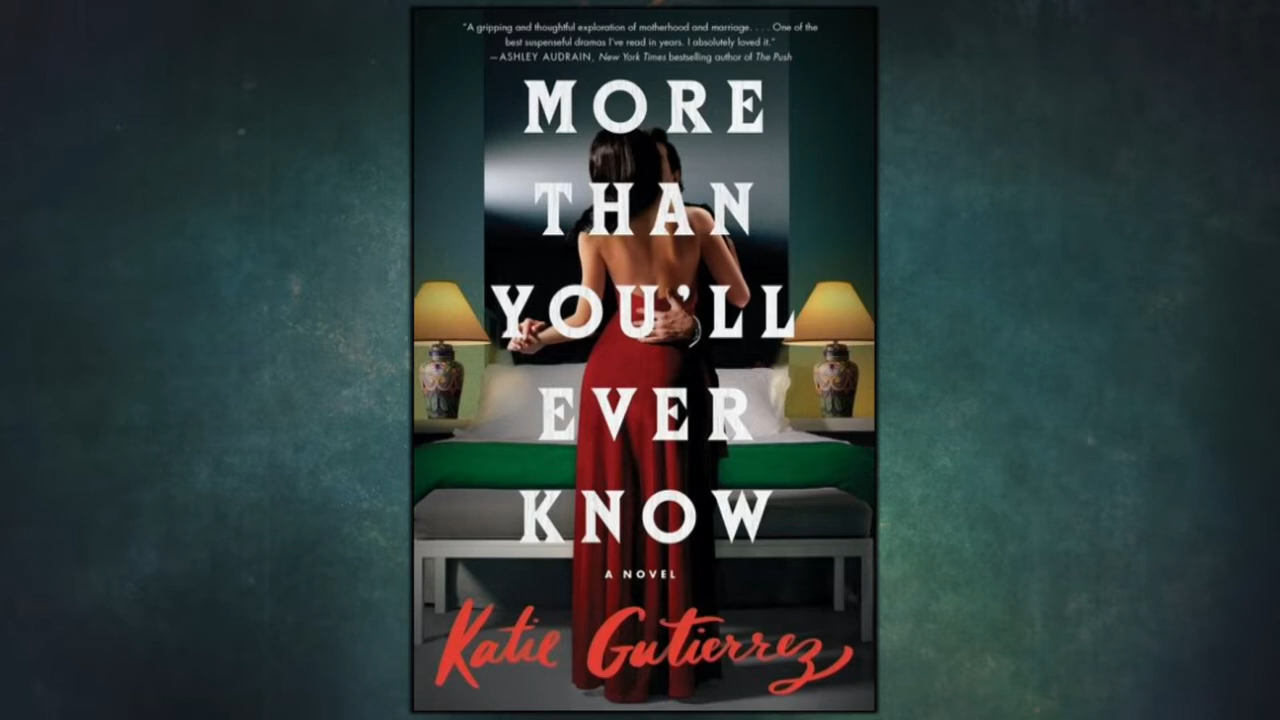 “A gripping and thoughtful exploration of motherhood and marriage. . . . One of the
best suspenseful dramas I’ve read in years. I absolutely loved it.”
—ASHLEY AUDRAIN, New York Times bestselling author of The Push
MORE
THAN
YOU’LL
EVER
KNOW
A NOVEL
Katie Gutierrez